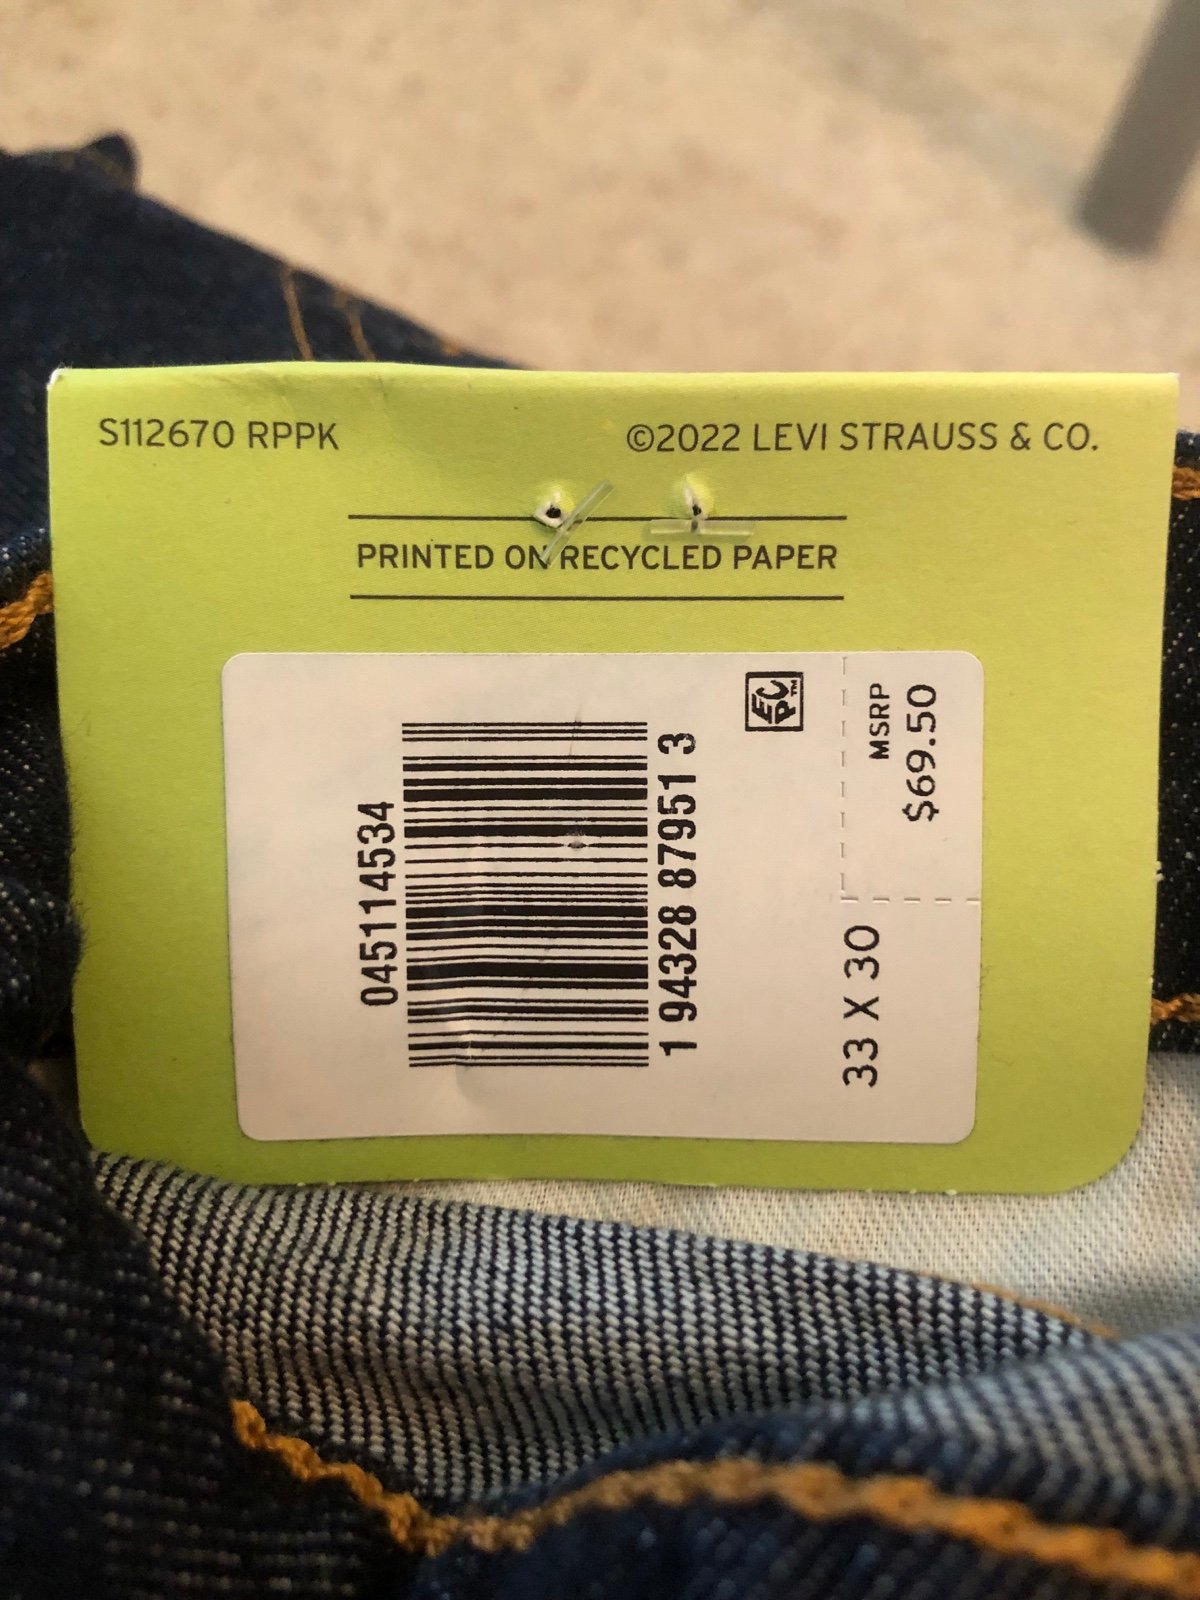 S112670 RPPK
©2022 LEVI STRAUSS & CO.
PRINTED ON RECYCLED PAPER
045114534
1 94328 87951 3
EPC™
MSRP
$69.50
33 X 30